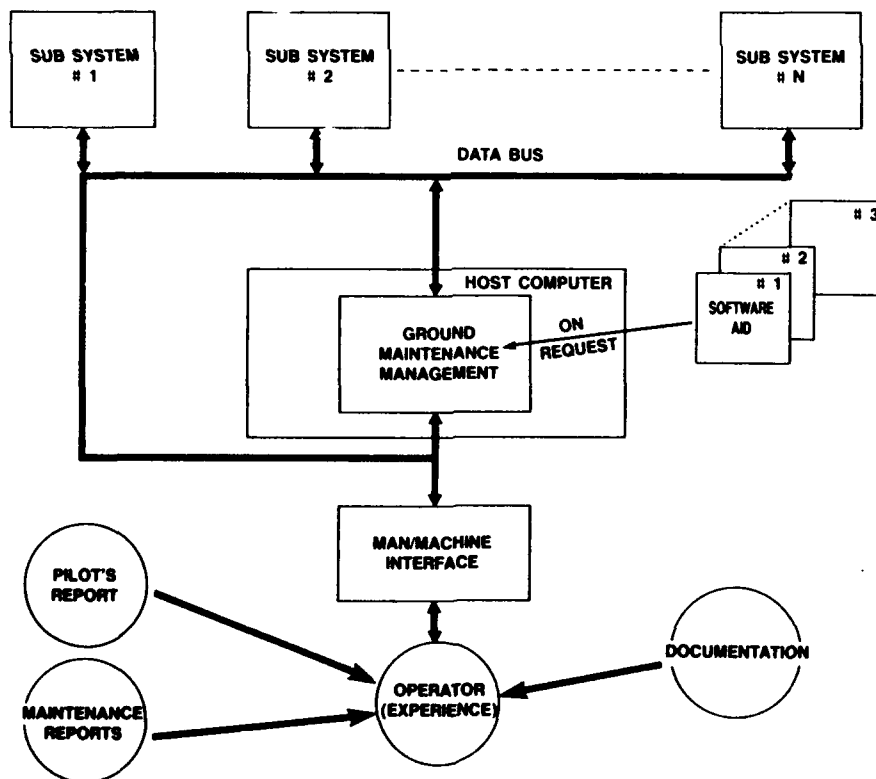 SUB SYSTEM
# 1
SUB SYSTEM
# 2
SUB SYSTEM
# N
DATA BUS
# 3
# 2
# 1
SOFTWARE
AID
HOST COMPUTER
GROUND
MAINTENANCE
MANAGEMENT
ON
REQUEST
MAN/MACHINE
INTERFACE
PILOT'S
REPORT
DOCUMENTATION
OPERATOR
(EXPERIENCE)
MAINTENANCE
REPORTS